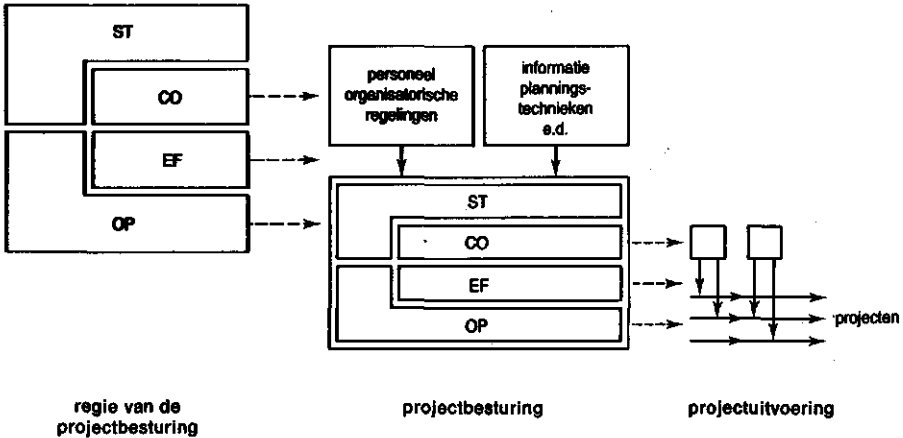 ST
CO
EF
OP
personeel
organisatorische
regelingen
informatie
plannings-
technieken
e.d.
ST
CO
EF
OP
projecten
regie van de
projectbesturing
projectbesturing
projectuitvoering